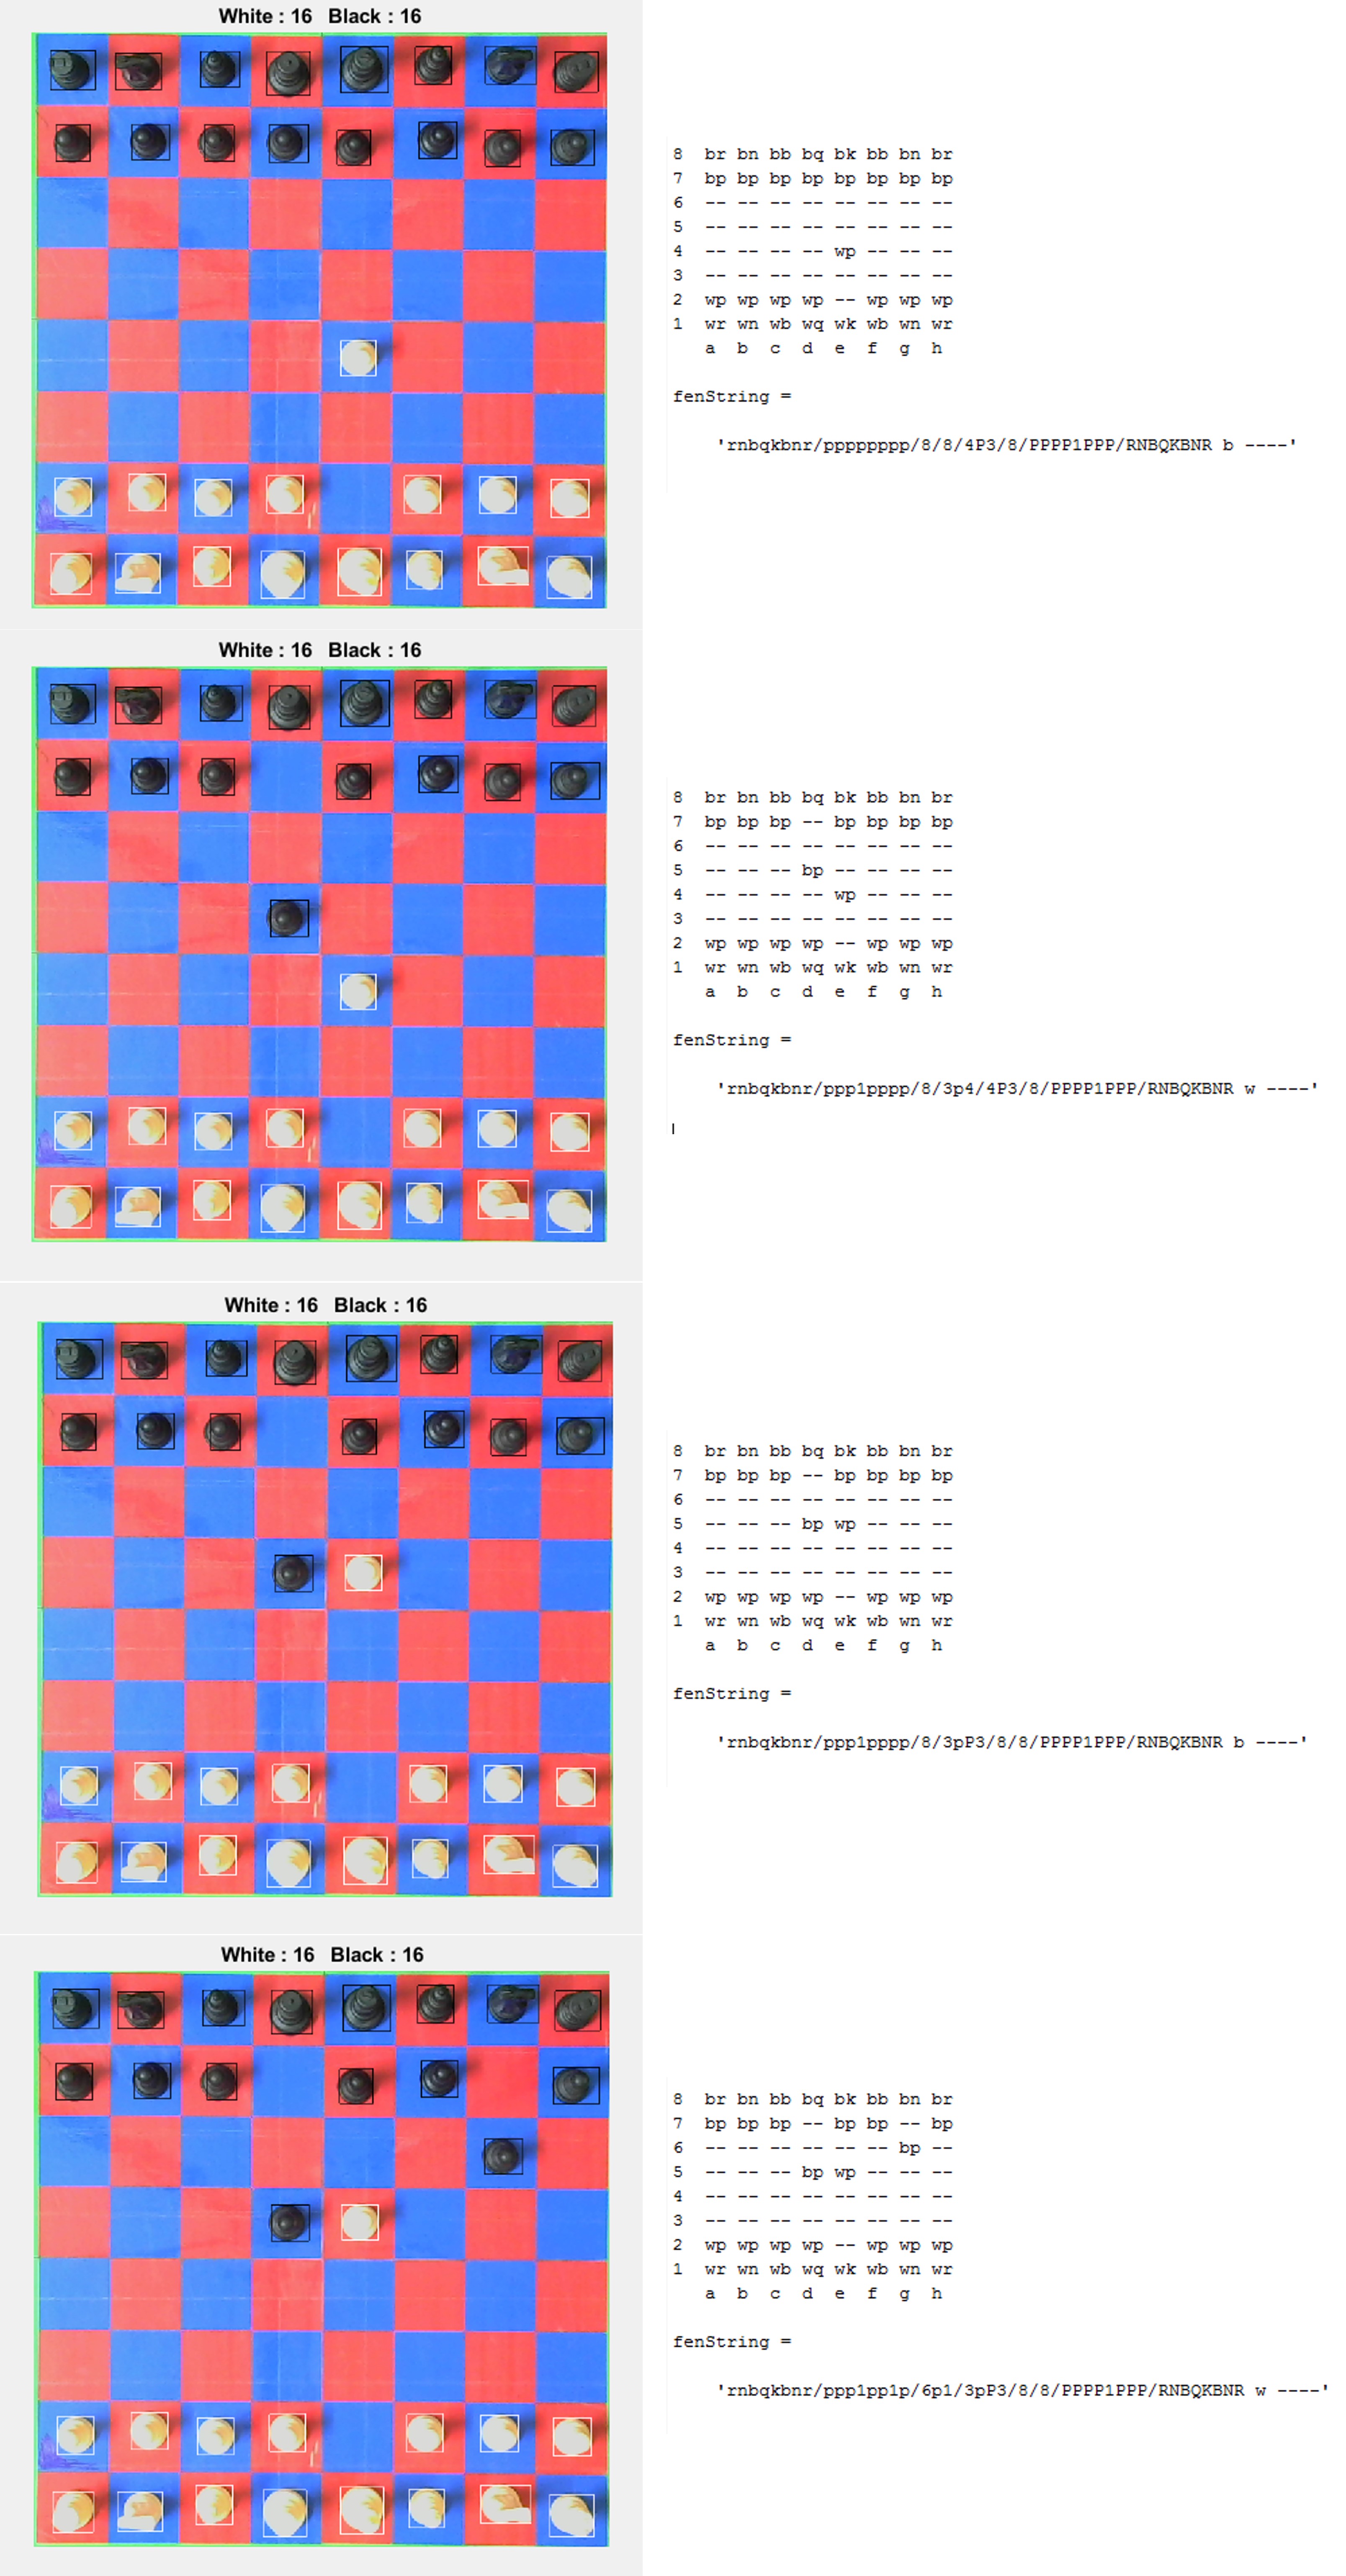 White : 16 Black : 16
8 br bn bb bq bk bb bn br
7 bp bp bp bp bp bp bp bp
6 -- -- -- -- -- -- -- --
5 -- -- -- -- -- -- -- --
4 -- -- -- -- wp -- -- --
3 -- -- -- -- -- -- -- --
2 wp wp wp wp -- wp wp wp
1 wr wn wb wq wk wb wn wr
a b c d e f g h
fenString =
'rnbqkbnr/pppppppp/8/8/4P3/8/PPPP1PPP/RNBQKBNR b ----'
White : 16 Black : 16
8 br bn bb bq bk bb bn br
7 bp bp bp -- bp bp bp bp
6 -- -- -- -- -- -- -- --
5 -- -- -- bp -- -- -- --
4 -- -- -- -- wp -- -- --
3 -- -- -- -- -- -- -- --
2 wp wp wp wp -- wp wp wp
1 wr wn wb wq wk wb wn wr
a b c d e f g h
fenString =
'rnbqkbnr/ppp1pppp/8/3p4/4P3/8/PPPP1PPP/RNBQKBNR w ----'
White : 16 Black : 16
8 br bn bb bq bk bb bn br
7 bp bp bp -- bp bp bp bp
6 -- -- -- -- -- -- -- --
5 -- -- -- bp wp -- -- --
4 -- -- -- -- -- -- -- --
3 -- -- -- -- -- -- -- --
2 wp wp wp wp -- wp wp wp
1 wr wn wb wq wk wb wn wr
a b c d e f g h
fenString =
'rnbqkbnr/ppp1pppp/8/3pP3/8/8/PPPP1PPP/RNBQKBNR b ----'
White : 16 Black : 16
8 br bn bb bq bk bb bn br
7 bp bp bp -- bp bp -- bp
6 -- -- -- -- -- -- bp --
5 -- -- -- bp wp -- -- --
4 -- -- -- -- -- -- -- --
3 -- -- -- -- -- -- -- --
2 wp wp wp wp -- wp wp wp
1 wr wn wb wq wk wb wn wr
a b c d e f g h
fenString =
'rnbqkbnr/ppp1pp1p/6p1/3pP3/8/8/PPPP1PPP/RNBQKBNR w ----'